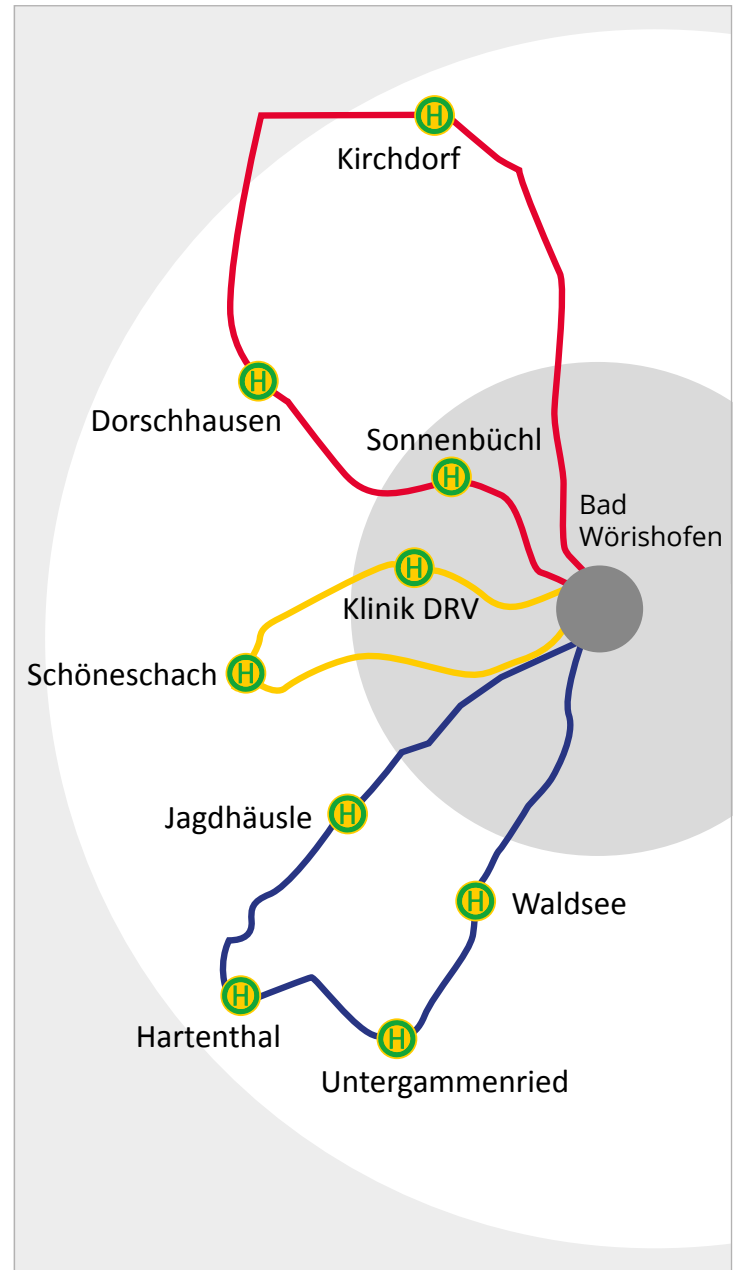 H
Kirchdorf
H
Dorschhausen
Sonnenbüchl
H
Bad
Wörishofen
H
Klinik DRV
Schöneschach
H
Jagdhäusle
H
H
Waldsee
H
Hartenthal
H
Untergammenried